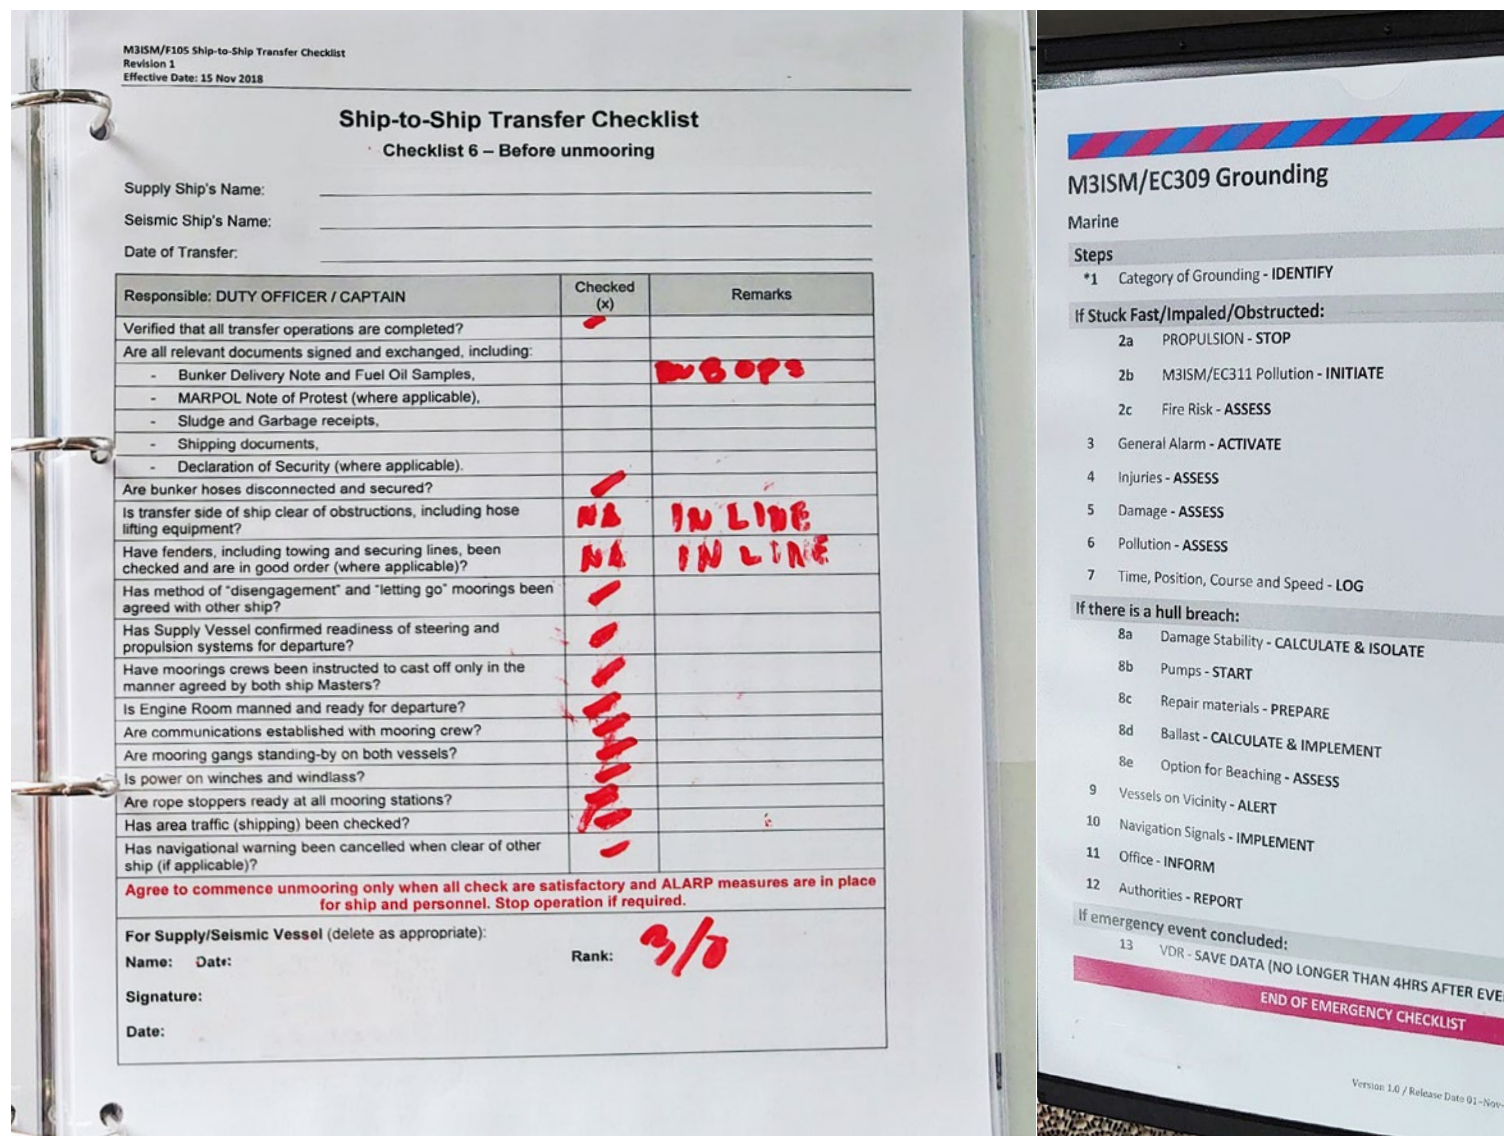 M3ISM/F105 Ship-to-Ship Transfer Checklist
Revision 1
Effective Date: 15 Nov 2018
Ship-to-Ship Transfer Checklist
Checklist 6 – Before unmooring
Supply Ship's Name:
Seismic Ship's Name:
Date of Transfer:
Responsible: DUTY OFFICER / CAPTAIN
Checked
(x)
Remarks
Verified that all transfer operations are completed?
Are all relevant documents signed and exchanged, including:
- Bunker Delivery Note and Fuel Oil Samples,
OPS
- MARPOL Note of Protest (where applicable),
- Sludge and Garbage receipts,
- Shipping documents,
- Declaration of Security (where applicable).
Are bunker hoses disconnected and secured?
Is transfer side of ship clear of obstructions, including hose
lifting equipment?
NA IN LINE
Have fenders, including towing and securing lines, been
checked and are in good order (where applicable)?
NA IN LINE
Has method of "disengagement" and "letting go" moorings been
agreed with other ship?
Has Supply Vessel confirmed readiness of steering and
propulsion systems for departure?
Have moorings crews been instructed to cast off only in the
manner agreed by both ship Masters?
Is Engine Room manned and ready for departure?
Are communications established with mooring crew?
Are mooring gangs standing-by on both vessels?
Is power on winches and windlass?
Are rope stoppers ready at all mooring stations?
Has area traffic (shipping) been checked?
Has navigational warning been cancelled when clear of other
ship (if applicable)?
Agree to commence unmooring only when all check are satisfactory and ALARP measures are in place
for ship and personnel. Stop operation if required.
For Supply/Seismic Vessel (delete as appropriate):
Name: Date:
Rank: 3/O
Signature:
Date:
M3ISM/EC309 Grounding
Marine
Steps
*1 Category of Grounding - IDENTIFY
If Stuck Fast/Impaled/Obstructed:
2a PROPULSION - STOP
2b M3ISM/EC311 Pollution - INITIATE
2c Fire Risk - ASSESS
3 General Alarm - ACTIVATE
4 Injuries - ASSESS
5 Damage - ASSESS
6 Pollution - ASSESS
7 Time, Position, Course and Speed - LOG
If there is a hull breach:
8a Damage Stability - CALCULATE & ISOLATE
8b Pumps - START
8c Repair materials - PREPARE
8d Ballast - CALCULATE & IMPLEMENT
8e Option for Beaching - ASSESS
9 Vessels on Vicinity - ALERT
10 Navigation Signals - IMPLEMENT
11 Office - INFORM
12 Authorities - REPORT
If emergency event concluded:
13 VDR - SAVE DATA (NO LONGER THAN 4HRS AFTER EVE
END OF EMERGENCY CHECKLIST
Version 1.0 / Release Date 01-Nov-